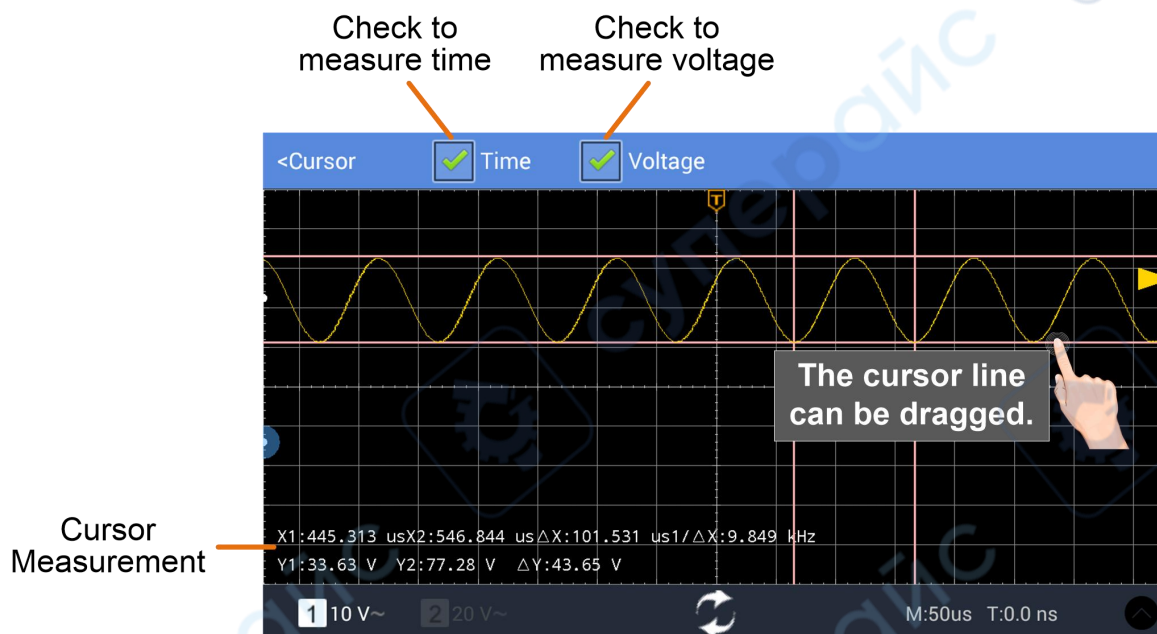 Check to
measure time
Check to
measure voltage
<Cursor
Time
Voltage
T
The cursor line
can be dragged.
Cursor
Measurement
X1:445.313 usX2:546.844 us△X:101.531 us1/△X:9.849 kHz
Y1:33.63 V Y2:77.28 V △Y:43.65 V
1 10 V~
2 20 V~
M:50us T:0.0 ns
суперайс